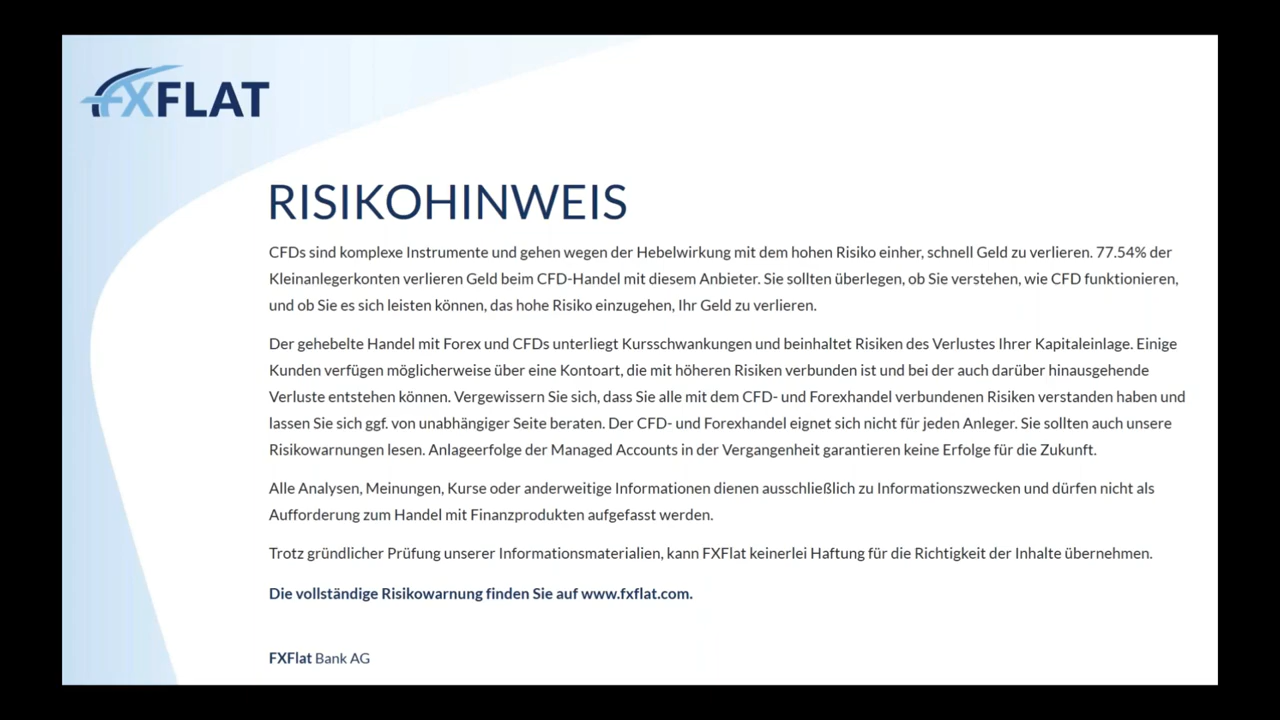 FXFLAT
RISIKOHINWEIS
CFDs sind komplexe Instrumente und gehen wegen der Hebelwirkung mit dem hohen Risiko einher, schnell Geld zu verlieren. 77.54% der
Kleinanlegerkonten verlieren Geld beim CFD-Handel mit diesem Anbieter. Sie sollten überlegen, ob Sie verstehen, wie CFD funktionieren,
und ob Sie es sich leisten können, das hohe Risiko einzugehen, Ihr Geld zu verlieren.
Der gehebelte Handel mit Forex und CFDs unterliegt Kursschwankungen und beinhaltet Risiken des Verlustes Ihrer Kapitaleinlage. Einige
Kunden verfügen möglicherweise über eine Kontoart, die mit höheren Risiken verbunden ist und bei der auch darüber hinausgehende
Verluste entstehen können. Vergewissern Sie sich, dass Sie alle mit dem CFD- und Forexhandel verbundenen Risiken verstanden haben und
lassen Sie sich ggf. von unabhängiger Seite beraten. Der CFD- und Forexhandel eignet sich nicht für jeden Anleger. Sie sollten auch unsere
Risikowarnungen lesen. Anlageerfolge der Managed Accounts in der Vergangenheit garantieren keine Erfolge für die Zukunft.
Alle Analysen, Meinungen, Kurse oder anderweitige Informationen dienen ausschließlich zu Informationszwecken und dürfen nicht als
Aufforderung zum Handel mit Finanzprodukten aufgefasst werden.
Trotz gründlicher Prüfung unserer Informationsmaterialien, kann FXFlat keinerlei Haftung für die Richtigkeit der Inhalte übernehmen.
Die vollständige Risikowarnung finden Sie auf www.fxflat.com.
FXFlat Bank AG